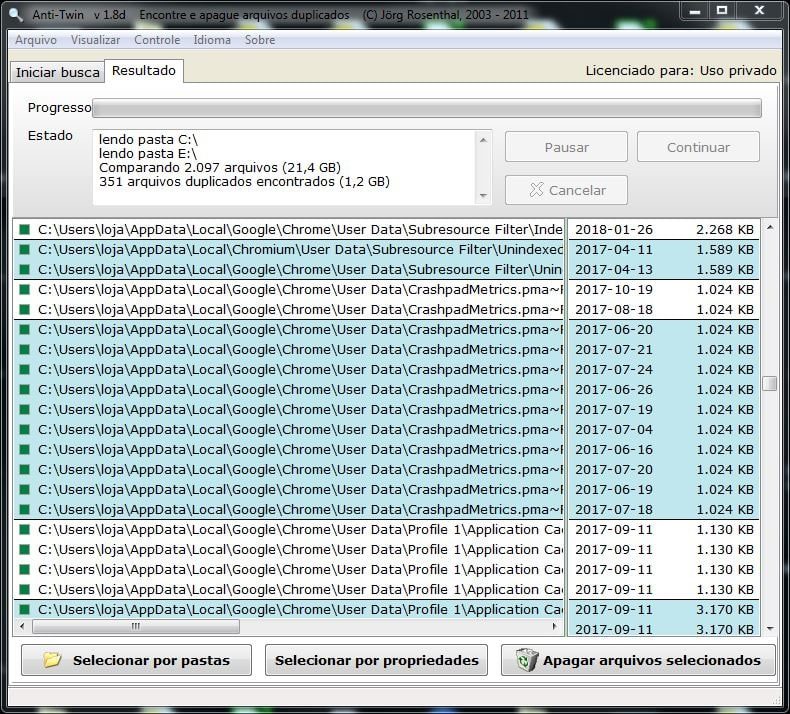 Anti-Twin v 1.8d Encontre e apague arquivos duplicados (C) Jörg Rosenthal, 2003 - 2011
Arquivo Visualizar Controle Idioma Sobre
Iniciar busca Resultado Licenciado para: Uso privado
Progresso
Estado
lendo pasta C:\
lendo pasta E:\
Comparando 2.097 arquivos (21,4 GB)
351 arquivos duplicados encontrados (1,2 GB)
Pausar Continuar
Cancelar
C:\Users\loja\AppData\Local\Google\Chrome\User Data\Subresource Filter\Inde 2018-01-26 2.268 KB
C:\Users\loja\AppData\Local\Chromium\User Data\Subresource Filter\Unindexed 2017-04-11 1.589 KB
C:\Users\loja\AppData\Local\Google\Chrome\User Data\Subresource Filter\Unin 2017-04-13 1.589 KB
C:\Users\loja\AppData\Local\Google\Chrome\User Data\CrashpadMetrics.pma~F 2017-10-19 1.024 KB
C:\Users\loja\AppData\Local\Google\Chrome\User Data\CrashpadMetrics.pma~F 2017-08-18 1.024 KB
C:\Users\loja\AppData\Local\Google\Chrome\User Data\CrashpadMetrics.pma~F 2017-06-20 1.024 KB
C:\Users\loja\AppData\Local\Google\Chrome\User Data\CrashpadMetrics.pma~F 2017-07-21 1.024 KB
C:\Users\loja\AppData\Local\Google\Chrome\User Data\CrashpadMetrics.pma~F 2017-07-24 1.024 KB
C:\Users\loja\AppData\Local\Google\Chrome\User Data\CrashpadMetrics.pma~F 2017-06-26 1.024 KB
C:\Users\loja\AppData\Local\Google\Chrome\User Data\CrashpadMetrics.pma~F 2017-07-19 1.024 KB
C:\Users\loja\AppData\Local\Google\Chrome\User Data\CrashpadMetrics.pma~F 2017-07-04 1.024 KB
C:\Users\loja\AppData\Local\Google\Chrome\User Data\CrashpadMetrics.pma~F 2017-06-16 1.024 KB
C:\Users\loja\AppData\Local\Google\Chrome\User Data\CrashpadMetrics.pma~F 2017-07-20 1.024 KB
C:\Users\loja\AppData\Local\Google\Chrome\User Data\CrashpadMetrics.pma~F 2017-06-19 1.024 KB
C:\Users\loja\AppData\Local\Google\Chrome\User Data\CrashpadMetrics.pma~F 2017-07-18 1.024 KB
C:\Users\loja\AppData\Local\Google\Chrome\User Data\Profile 1\Application Cac 2017-09-11 1.130 KB
C:\Users\loja\AppData\Local\Google\Chrome\User Data\Profile 1\Application Cac 2017-09-11 1.130 KB
C:\Users\loja\AppData\Local\Google\Chrome\User Data\Profile 1\Application Cac 2017-09-11 1.130 KB
C:\Users\loja\AppData\Local\Google\Chrome\User Data\Profile 1\Application Cac 2017-09-11 1.130 KB
C:\Users\loja\AppData\Local\Google\Chrome\User Data\Profile 1\Application Cac 2017-09-11 3.170 KB
2017-09-11 3.170 KB
Selecionar por pastas Selecionar por propriedades Apagar arquivos selecionados